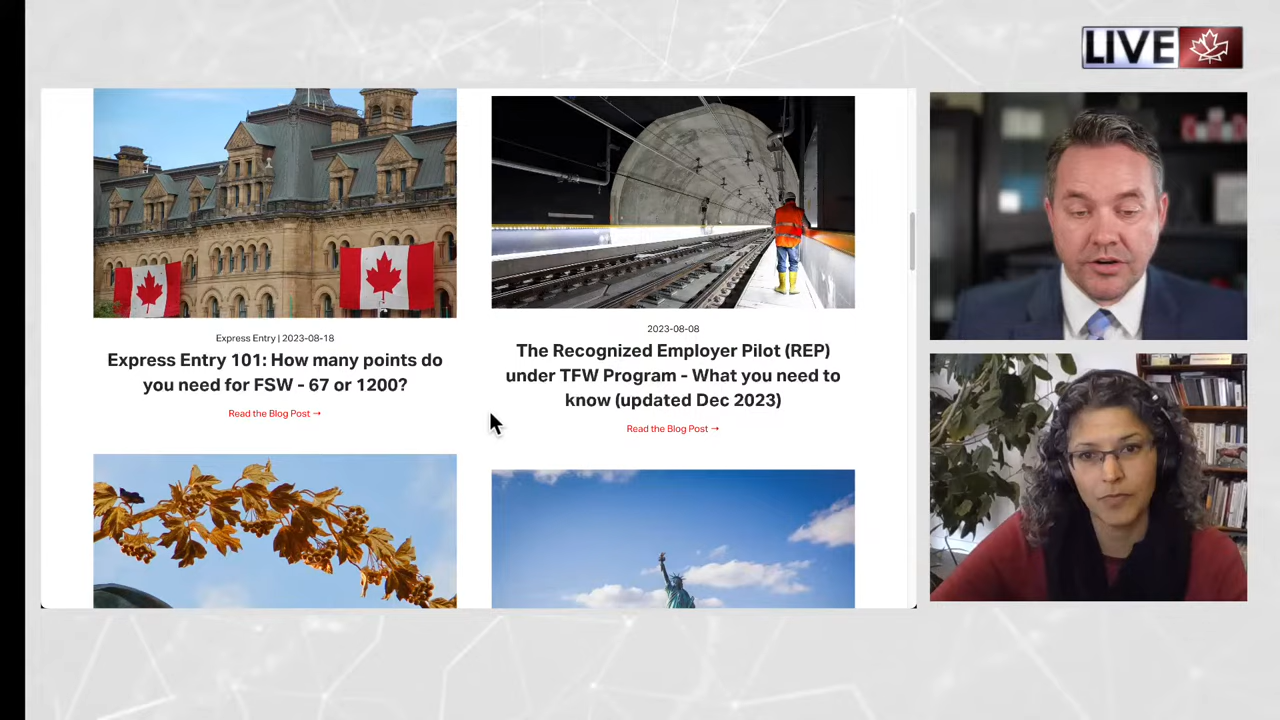 LIVE
Express Entry | 2023-08-18
Express Entry 101: How many points do
you need for FSW - 67 or 1200?
Read the Blog Post →
2023-08-08
The Recognized Employer Pilot (REP)
under TFW Program - What you need to
know (updated Dec 2023)
Read the Blog Post →